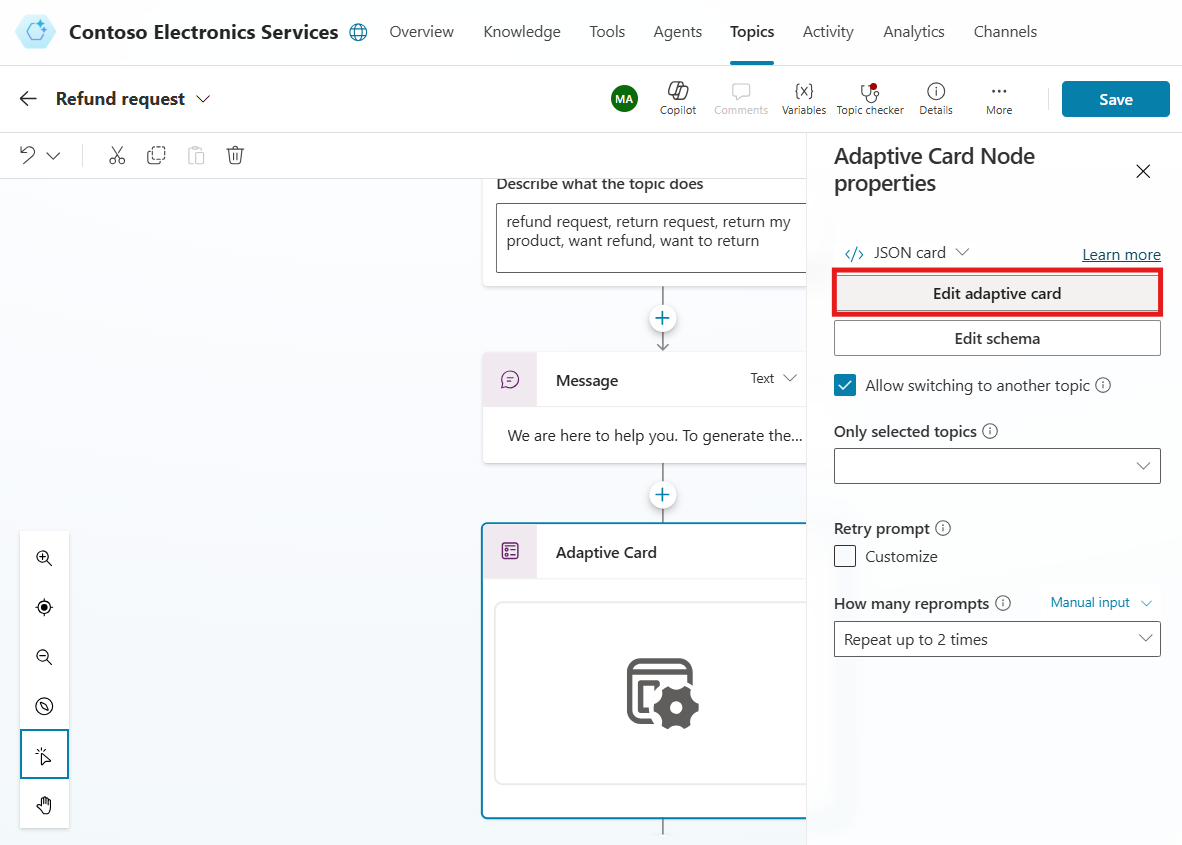 Contoso Electronics Services
Overview
Knowledge
Tools
Agents
Topics
Activity
Analytics
Channels
Refund request
MA
Copilot
Comments
{x}
Variables
Topic checker
Details
More
Save
Describe what the topic does
refund request, return request, return my
product, want refund, want to return
Message
Text
We are here to help you. To generate the...
Adaptive Card
Adaptive Card Node
properties
</> JSON card
Learn more
Edit adaptive card
Edit schema
Allow switching to another topic
Only selected topics
Retry prompt
Customize
How many reprompts
Manual input
Repeat up to 2 times